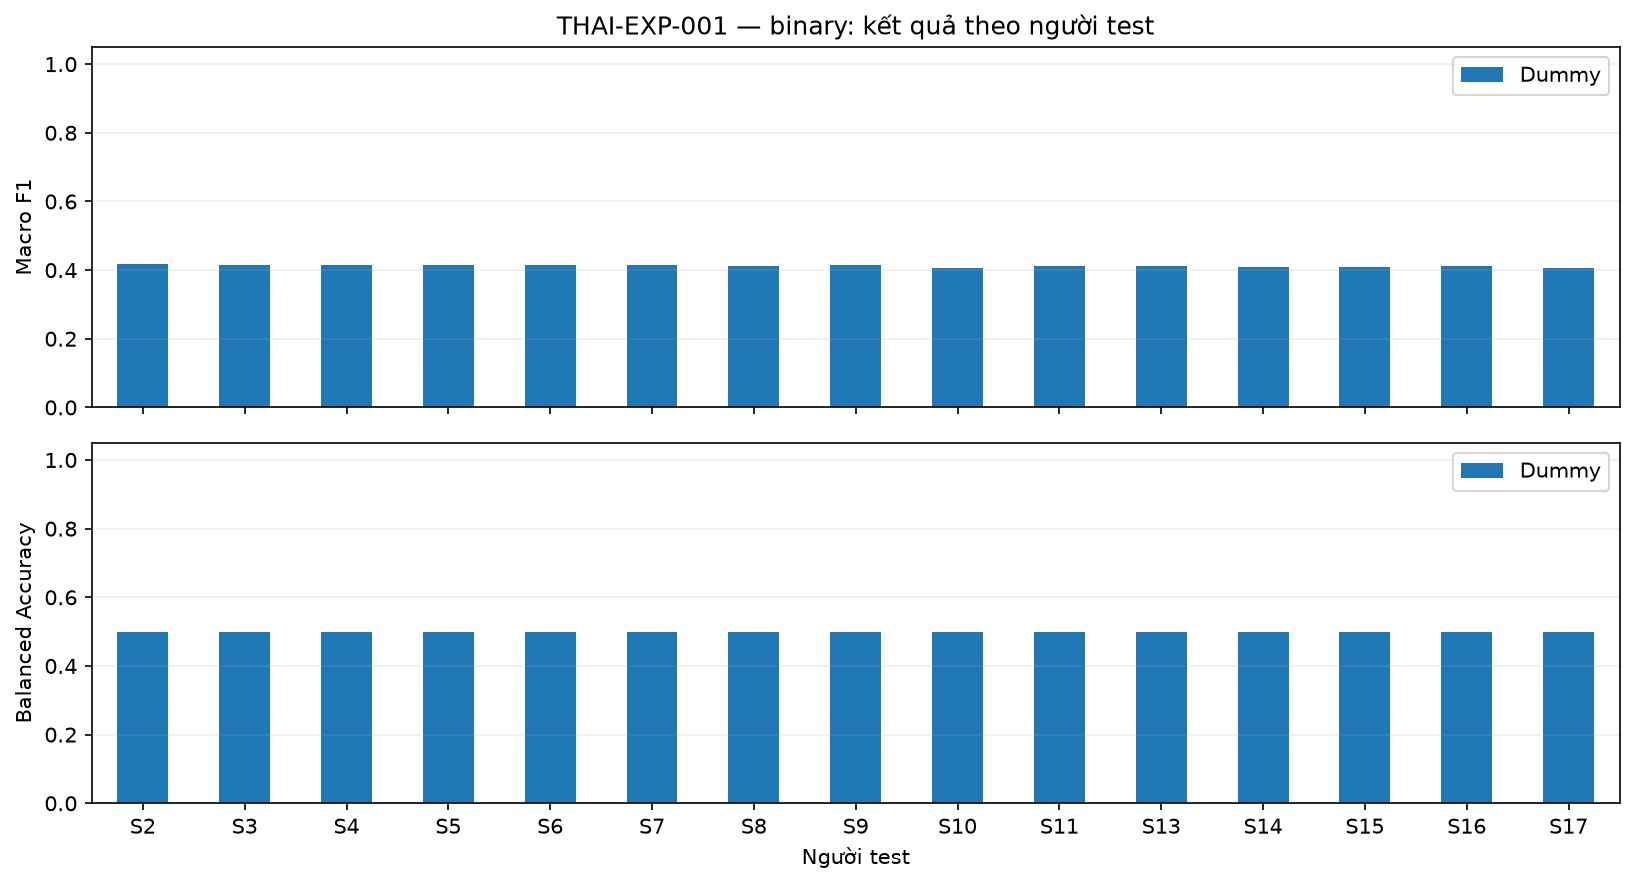 THAI-EXP-001 — binary: kết quả theo người test
Dummy
Macro F1
1.0
0.8
0.6
0.4
0.2
0.0
Dummy
Balanced Accuracy
1.0
0.8
0.6
0.4
0.2
0.0
S2 S3 S4 S5 S6 S7 S8 S9 S10 S11 S13 S14 S15 S16 S17
Người test